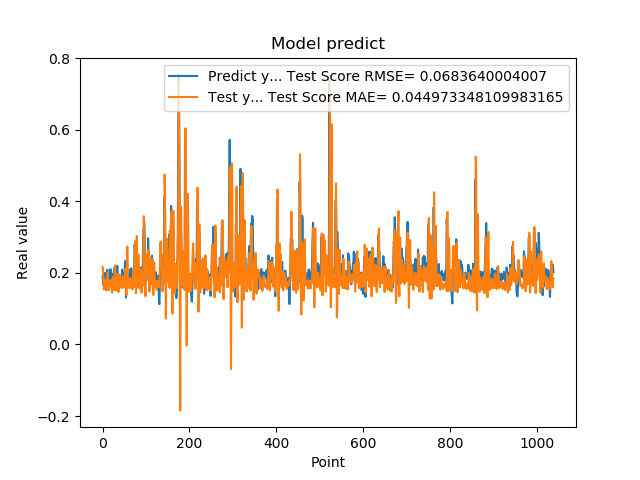 Model predict
Predict y... Test Score RMSE= 0.0683640004007
Test y... Test Score MAE= 0.044973348109983165
0.8
0.6
0.4
0.2
0.0
−0.2
Real value
0 200 400 600 800 1000
Point